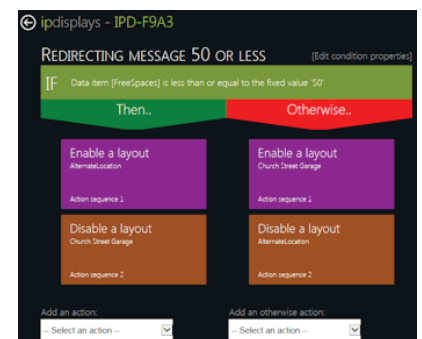 ipdisplays - IPD-F9A3
REDIRECTING MESSAGE 50 OR LESS
[Edit condition properties]
IF Data item [FreeSpaces] is less than or equal to the fixed value '50'
Then..
Otherwise..
Enable a layout
AlternateLocation
Action sequence 1
Enable a layout
Church Street Garage
Action sequence 1
Disable a layout
Church Street Garage
Action sequence 2
Disable a layout
AlternateLocation
Action sequence 2
Add an action:
-- Select an action --
Add an otherwise action:
-- Select an action --